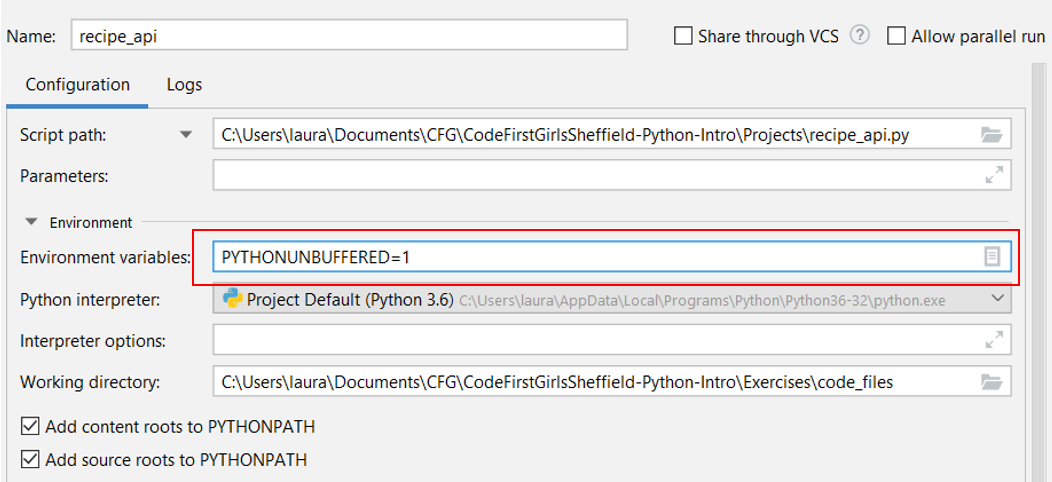 Name: recipe_api Share through VCS ? Allow parallel run
Configuration Logs
Script path: C:\Users\laura\Documents\CFG\CodeFirstGirlsSheffield-Python-Intro\Projects\recipe_api.py
Parameters:
Environment
Environment variables: PYTHONUNBUFFERED=1
Python interpreter: Project Default (Python 3.6) C:\Users\laura\AppData\Local\Programs\Python\Python36-32\python.exe
Interpreter options:
Working directory: C:\Users\laura\Documents\CFG\CodeFirstGirlsSheffield-Python-Intro\Exercises\code_files
Add content roots to PYTHONPATH
Add source roots to PYTHONPATH